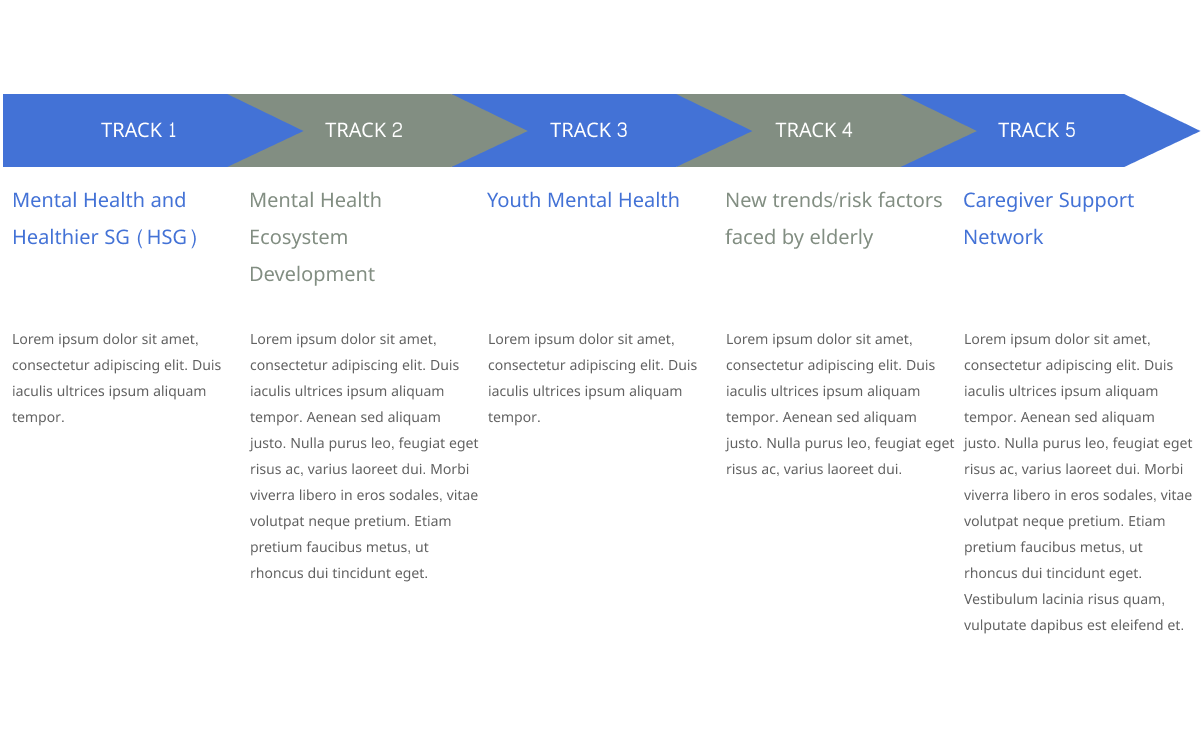 TRACK 1
TRACK 2
TRACK 3
TRACK 4
TRACK 5
Mental Health and
Healthier SG (HSG)
Mental Health
Ecosystem
Development
Youth Mental Health
New trends/risk factors
faced by elderly
Caregiver Support
Network
Lorem ipsum dolor sit amet,
consectetur adipiscing elit. Duis
iaculis ultrices ipsum aliquam
tempor.
Lorem ipsum dolor sit amet,
consectetur adipiscing elit. Duis
iaculis ultrices ipsum aliquam
tempor. Aenean sed aliquam
justo. Nulla purus leo, feugiat eget
risus ac, varius laoreet dui. Morbi
viverra libero in eros sodales, vitae
volutpat neque pretium. Etiam
pretium faucibus metus, ut
rhoncus dui tincidunt eget.
Lorem ipsum dolor sit amet,
consectetur adipiscing elit. Duis
iaculis ultrices ipsum aliquam
tempor.
Lorem ipsum dolor sit amet,
consectetur adipiscing elit. Duis
iaculis ultrices ipsum aliquam
tempor. Aenean sed aliquam
justo. Nulla purus leo, feugiat eget
risus ac, varius laoreet dui.
Lorem ipsum dolor sit amet,
consectetur adipiscing elit. Duis
iaculis ultrices ipsum aliquam
tempor. Aenean sed aliquam
justo. Nulla purus leo, feugiat eget
risus ac, varius laoreet dui. Morbi
viverra libero in eros sodales, vitae
volutpat neque pretium. Etiam
pretium faucibus metus, ut
rhoncus dui tincidunt eget.
Vestibulum lacinia risus quam,
vulputate dapibus est eleifend et.